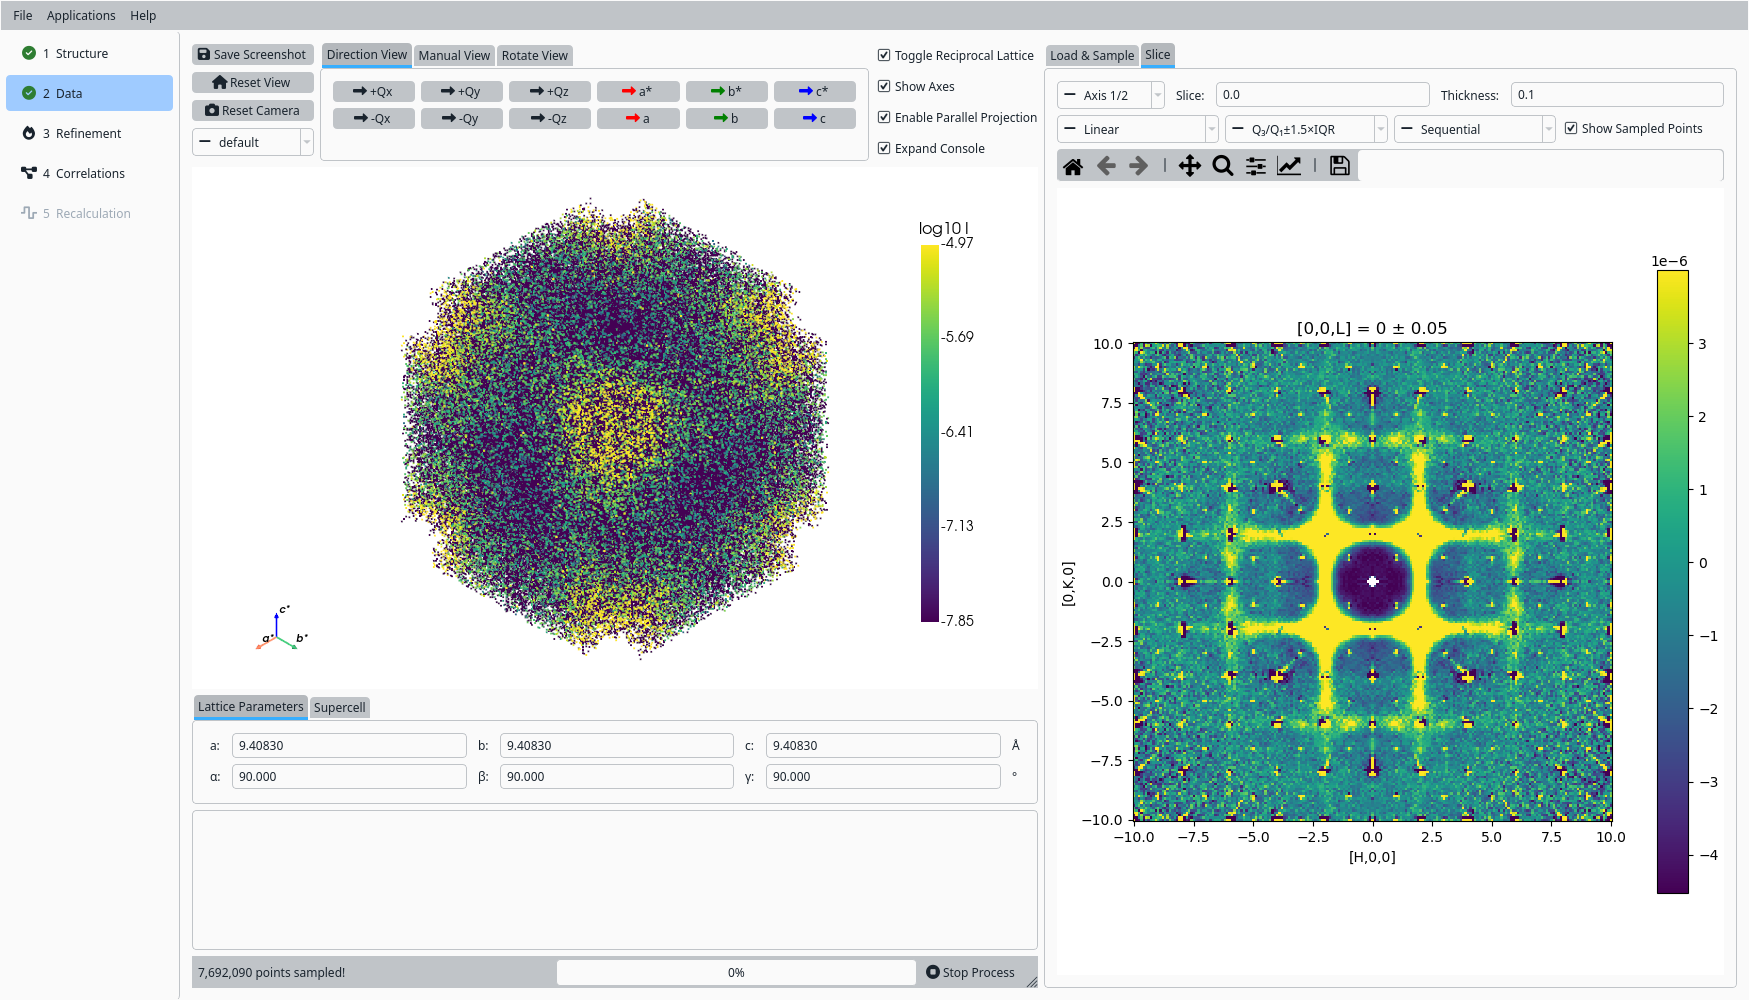 File Applications Help
1 Structure
2 Data
3 Refinement
4 Correlations
5 Recalculation
Save Screenshot
Reset View
Reset Camera
default
Direction View Manual View Rotate View
+Qx +Qy +Qz a* b* c*
-Qx -Qy -Qz a b c
Toggle Reciprocal Lattice
Show Axes
Enable Parallel Projection
Expand Console
log10 I
-4.97
-5.69
-6.41
-7.13
-7.85
c*
a* b*
Lattice Parameters Supercell
a: 9.40830 b: 9.40830 c: 9.40830 Å
α: 90.000 β: 90.000 γ: 90.000 °
7,692,090 points sampled! 0% Stop Process
Load & Sample Slice
Axis 1/2 Slice: 0.0 Thickness: 0.1
Linear Q₃/Q₁±1.5×IQR Sequential Show Sampled Points
1e−6
[0,0,L] = 0 ± 0.05
10.0
7.5
5.0
2.5
0.0
−2.5
−5.0
−7.5
−10.0
[0,K,0]
−10.0 −7.5 −5.0 −2.5 0.0 2.5 5.0 7.5 10.0
[H,0,0]
3
2
1
0
−1
−2
−3
−4